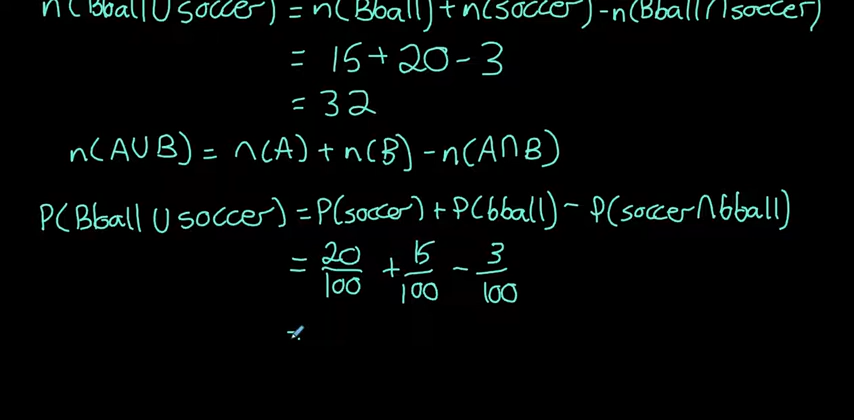 n(Bball ∪ soccer) = n(Bball) + n(soccer) - n(Bball ∩ soccer)
= 15 + 20 - 3
= 32
n(A∪B) = n(A) + n(B) - n(A∩B)
P(Bball ∪ soccer) = P(soccer) + P(bball) - P(soccer ∩ bball)
= 20/100 + 15/100 - 3/100
=